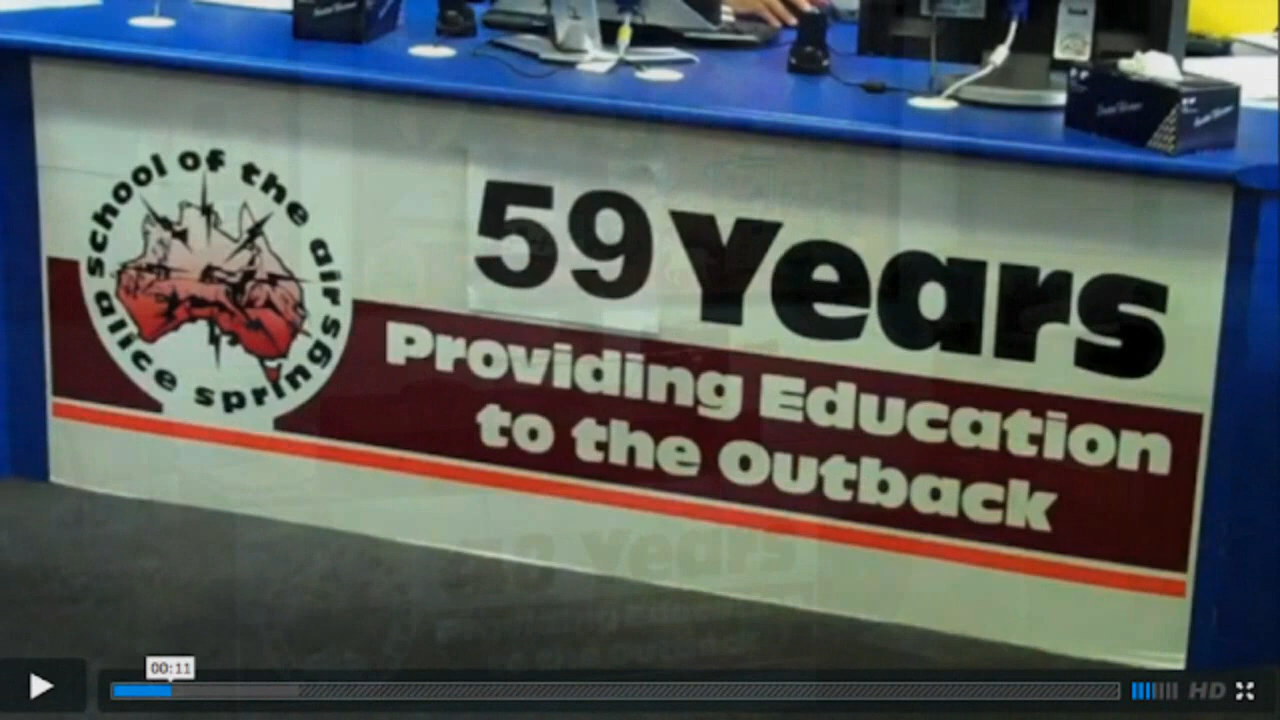 school of the air
alice springs
59 Years
Providing Education
to the Outback
00:11
HD